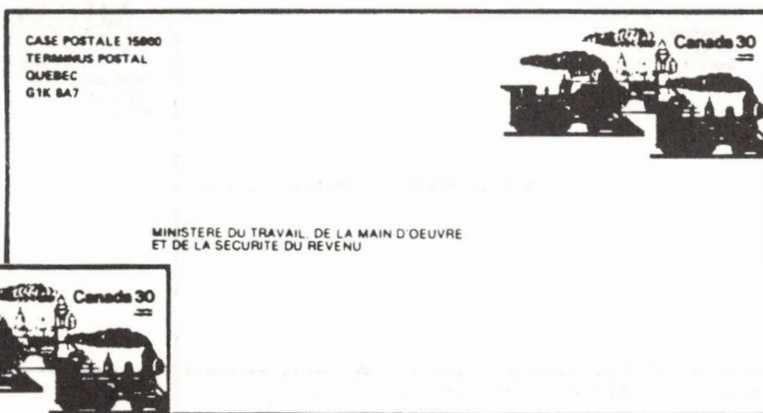 CASE POSTALE 15860
TERMINUS POSTAL
QUEBEC
G1K 8A7
Canada 30
MINISTERE DU TRAVAIL, DE LA MAIN D'OEUVRE
ET DE LA SECURITE DU REVENU
Canada 30